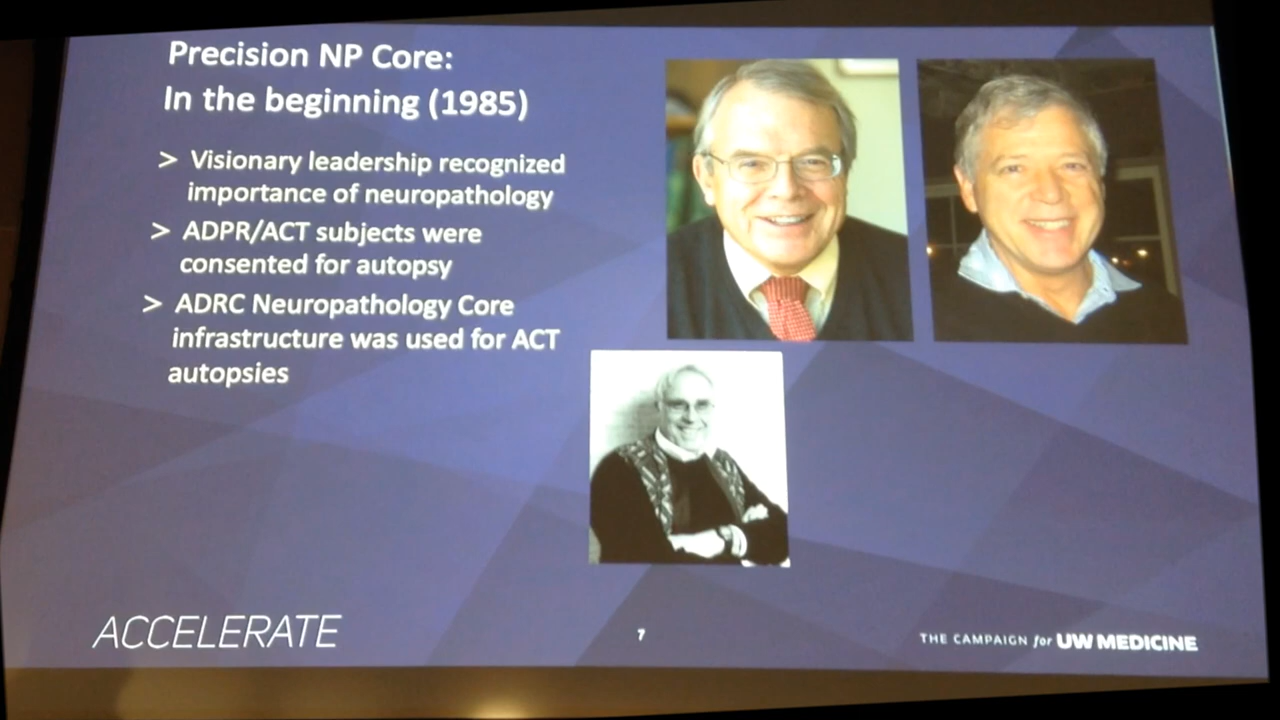 Precision NP Core:
In the beginning (1985)
> Visionary leadership recognized
importance of neuropathology
> ADPR/ACT subjects were
consented for autopsy
> ADRC Neuropathology Core
infrastructure was used for ACT
autopsies
ACCELERATE
7
THE CAMPAIGN for UW MEDICINE